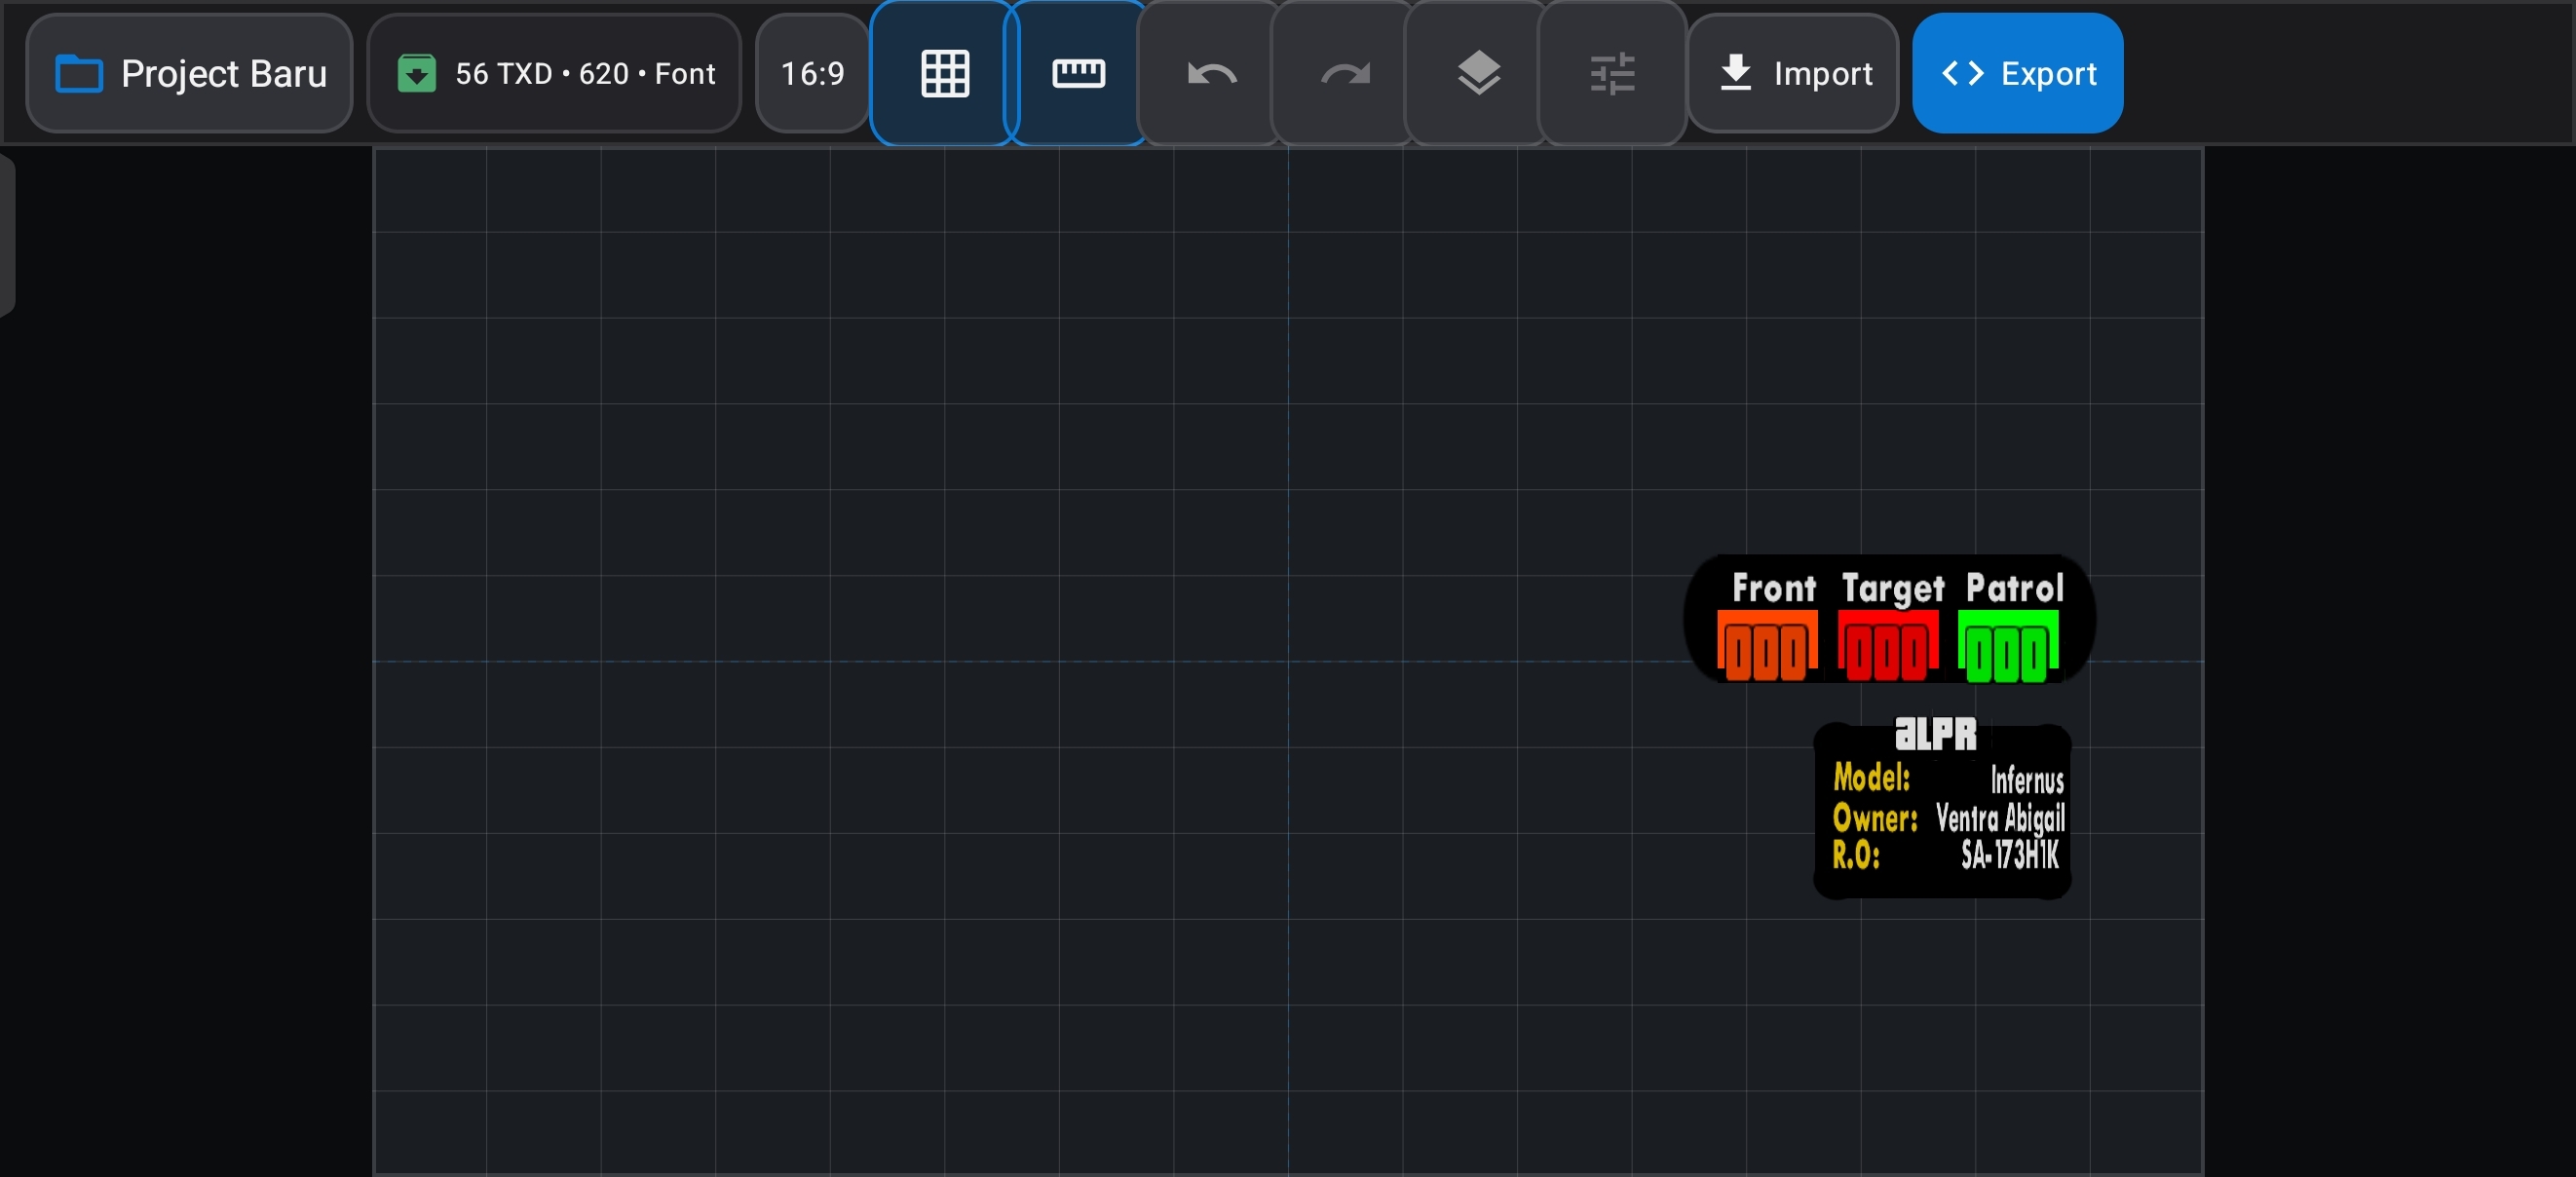 Project Baru
56 TXD • 620 • Font
16:9
Import
Export
Front Target Patrol
000 000 000
aLPR
Model: Infernus
Owner: Ventra Abigail
R.O: SA-173H1K